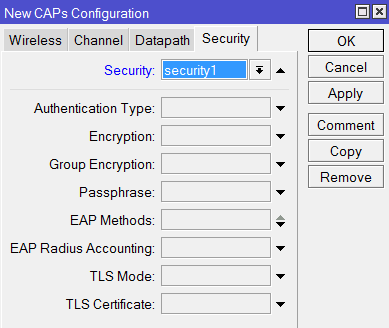 New CAPs Configuration
Wireless Channel Datapath Security
Security: security1
Authentication Type:
Encryption:
Group Encryption:
Passphrase:
EAP Methods:
EAP Radius Accounting:
TLS Mode:
TLS Certificate:
OK
Cancel
Apply
Comment
Copy
Remove